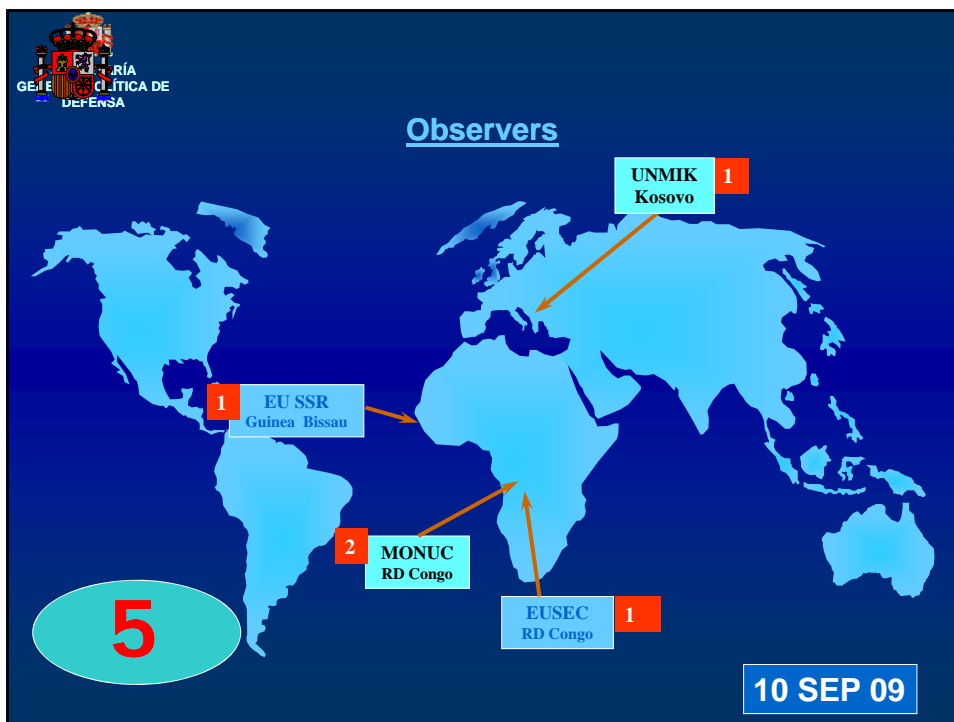 DEFENSA
Observers
UNMIK
Kosovo
1
1
EU SSR
Guinea Bissau
2
MONUC
RD Congo
EUSEC
RD Congo
1
5
10 SEP 09